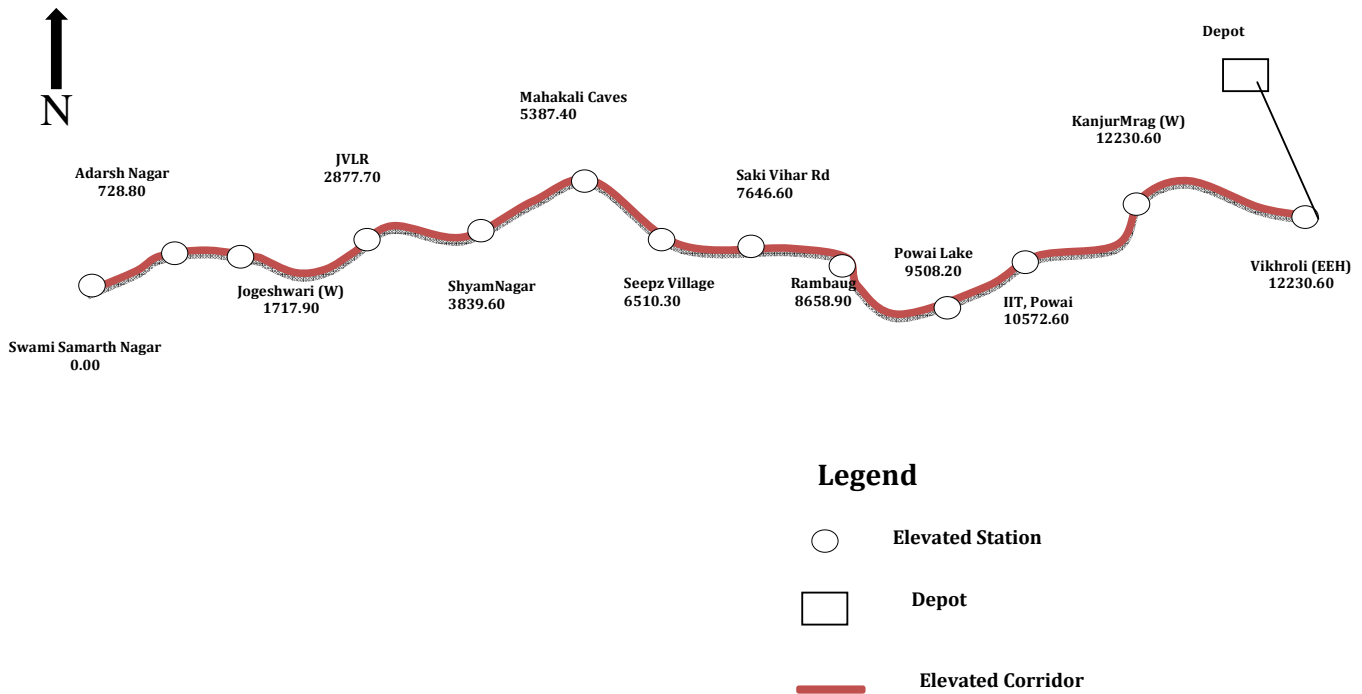 Depot
N
Mahakali Caves
5387.40
KanjurMrag (W)
12230.60
JVLR
2877.70
Adarsh Nagar
728.80
Saki Vihar Rd
7646.60
Powai Lake
9508.20
Vikhroli (EEH)
12230.60
Jogeshwari (W)
1717.90
ShyamNagar
3839.60
Seepz Village
6510.30
Rambaug
8658.90
IIT, Powai
10572.60
Swami Samarth Nagar
0.00
Legend
Elevated Station
Depot
Elevated Corridor